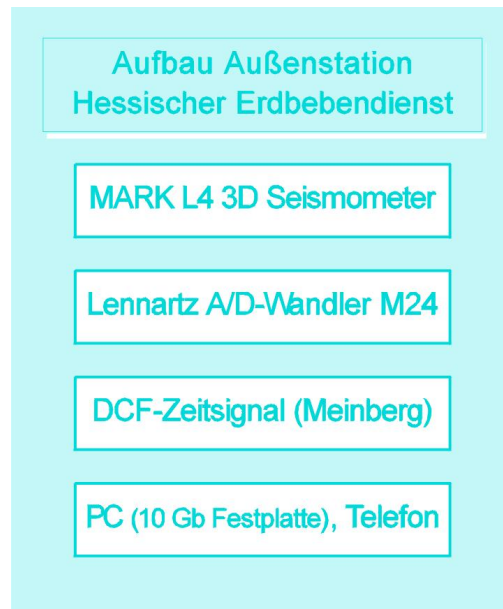 Aufbau Außenstation
Hessischer Erdbebendienst
MARK L4 3D Seismometer
Lennartz A/D-Wandler M24
DCF-Zeitsignal (Meinberg)
PC (10 Gb Festplatte), Telefon